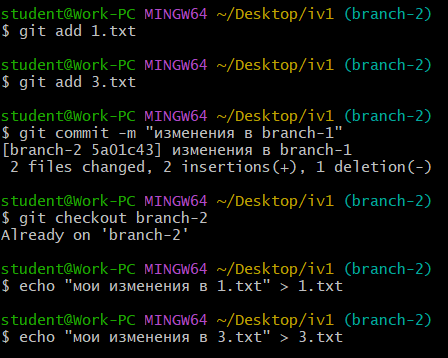 student@Work-PC MINGW64 ~/Desktop/iv1 (branch-2)
$ git add 1.txt
student@Work-PC MINGW64 ~/Desktop/iv1 (branch-2)
$ git add 3.txt
student@Work-PC MINGW64 ~/Desktop/iv1 (branch-2)
$ git commit -m "изменения в branch-1"
[branch-2 5a01c43] изменения в branch-1
2 files changed, 2 insertions(+), 1 deletion(-)
student@Work-PC MINGW64 ~/Desktop/iv1 (branch-2)
$ git checkout branch-2
Already on 'branch-2'
student@Work-PC MINGW64 ~/Desktop/iv1 (branch-2)
$ echo "мои изменения в 1.txt" > 1.txt
student@Work-PC MINGW64 ~/Desktop/iv1 (branch-2)
$ echo "мои изменения в 3.txt" > 3.txt